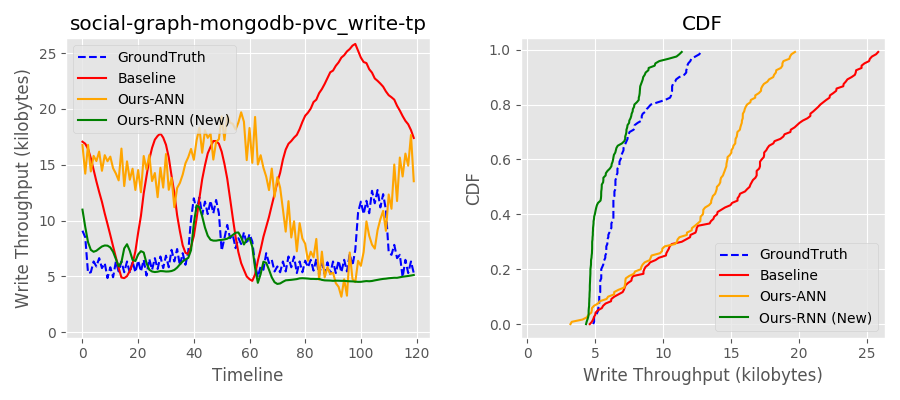 social-graph-mongodb-pvc_write-tp
Write Throughput (kilobytes)
25
20
15
10
5
0
GroundTruth
Baseline
Ours-ANN
Ours-RNN (New)
0 20 40 60 80 100 120
Timeline
CDF
CDF
1.0
0.8
0.6
0.4
0.2
0.0
GroundTruth
Baseline
Ours-ANN
Ours-RNN (New)
0 5 10 15 20 25
Write Throughput (kilobytes)